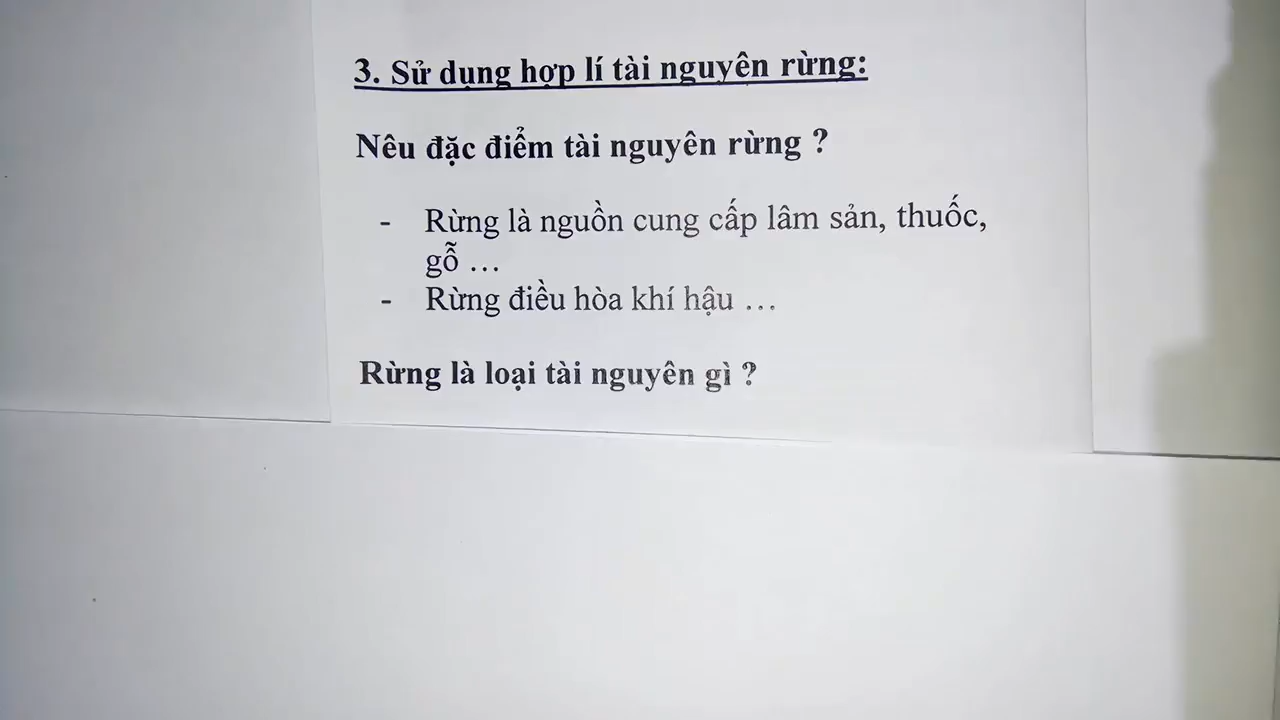 3. Sử dụng hợp lí tài nguyên rừng:
Nêu đặc điểm tài nguyên rừng ?
- Rừng là nguồn cung cấp lâm sản, thuốc,
gỗ ...
- Rừng điều hòa khí hậu ...
Rừng là loại tài nguyên gì ?